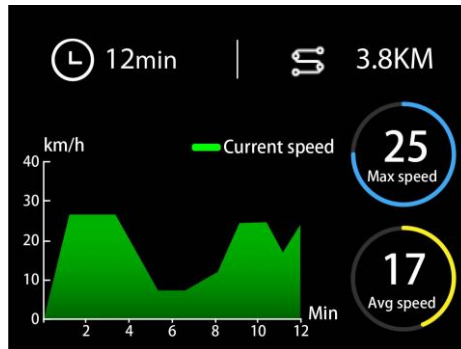 12min
3.8KM
km/h
Current speed
40
30
20
10
0
2 4 6 8 10 12
Min
25
Max speed
17
Avg speed